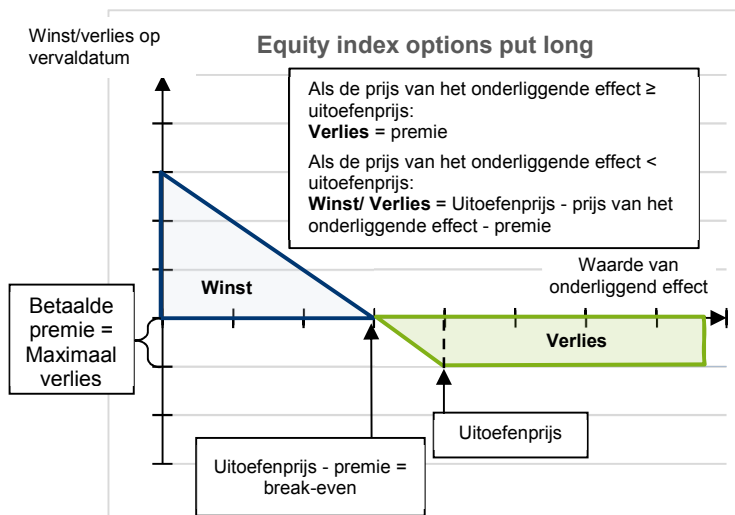 Winst/verlies op
vervaldatum
Equity index options put long
Als de prijs van het onderliggende effect ≥
uitoefenprijs:
Verlies = premie
Als de prijs van het onderliggende effect <
uitoefenprijs:
Winst/ Verlies = Uitoefenprijs - prijs van het
onderliggende effect - premie
Waarde van
onderliggend effect
Winst
Betaalde
premie =
Maximaal
verlies
Verlies
Uitoefenprijs
Uitoefenprijs - premie =
break-even